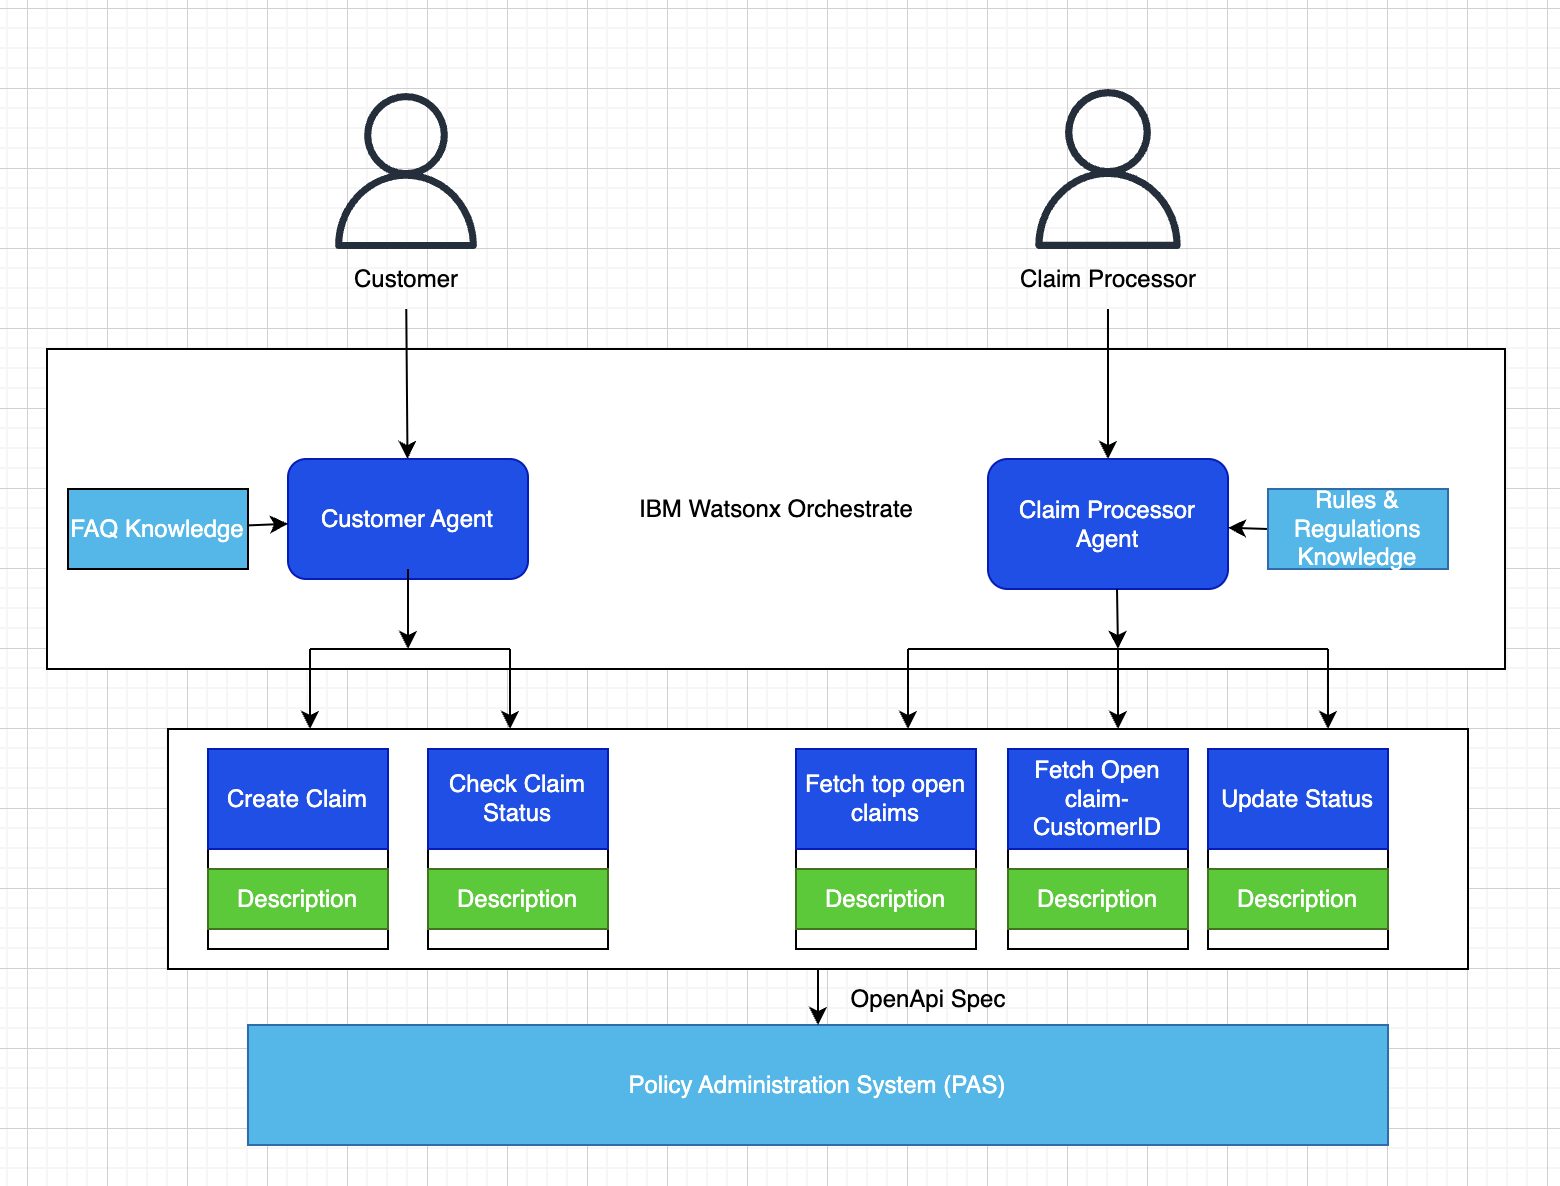 Customer
Claim Processor
FAQ Knowledge
Customer Agent
IBM Watsonx Orchestrate
Claim Processor
Agent
Rules &
Regulations
Knowledge
Create Claim
Check Claim
Status
Fetch top open
claims
Fetch Open
claim-
CustomerID
Update Status
Description
Description
Description
Description
Description
OpenApi Spec
Policy Administration System (PAS)